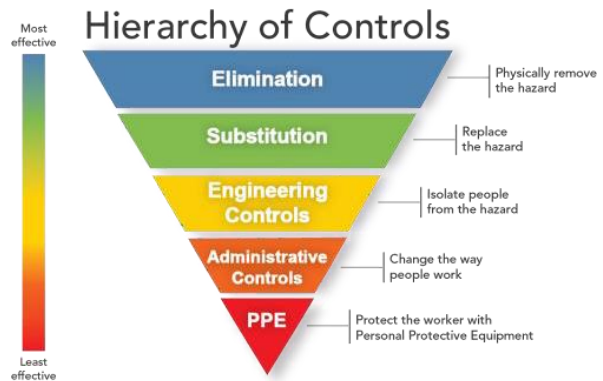 Hierarchy of Controls
Most
effective
Elimination
Physically remove
the hazard
Substitution
Replace
the hazard
Engineering
Controls
Isolate people
from the hazard
Administrative
Controls
Change the way
people work
PPE
Protect the worker with
Personal Protective Equipment
Least
effective